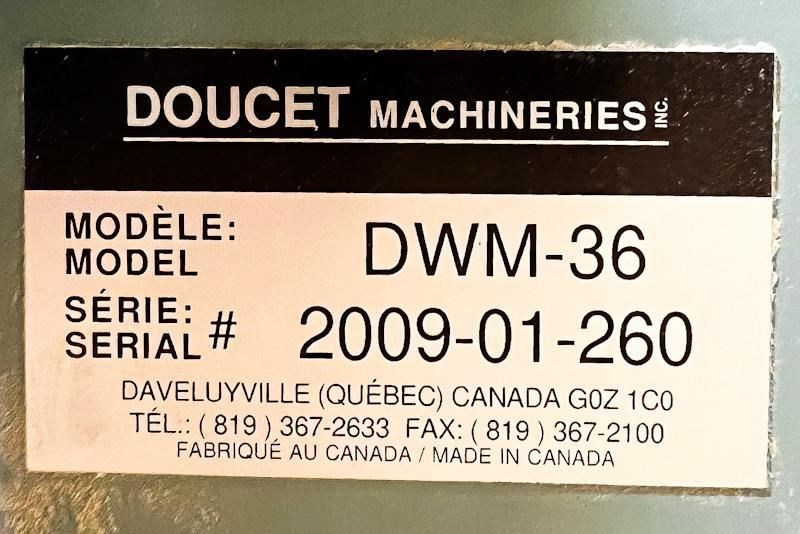 DOUCET MACHINERIES INC.
MODÈLE: DWM-36
MODEL
SÉRIE: # 2009-01-260
SERIAL
DAVELUYVILLE (QUÉBEC) CANADA G0Z 1C0
TÉL.: ( 819 ) 367-2633 FAX: ( 819 ) 367-2100
FABRIQUÉ AU CANADA / MADE IN CANADA